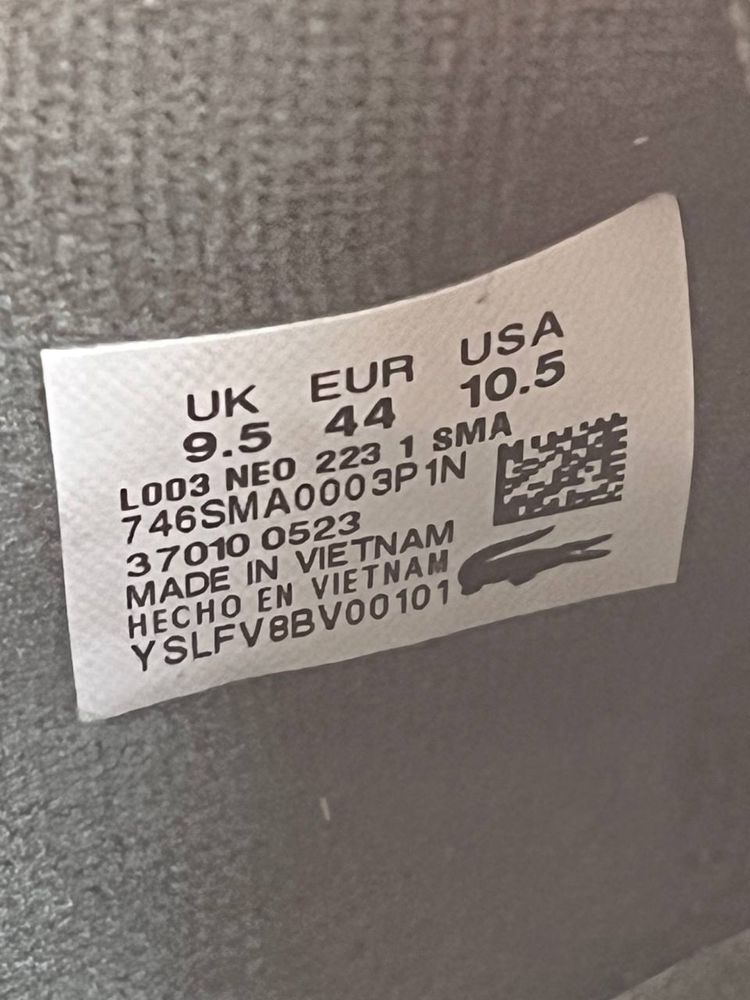 UK EUR USA
9.5 44 10.5
L003 NEO 223 1 SMA
746SMA0003P1N
37010 0523
MADE IN VIETNAM
HECHO EN VIETNAM
YSLFV8BV00101